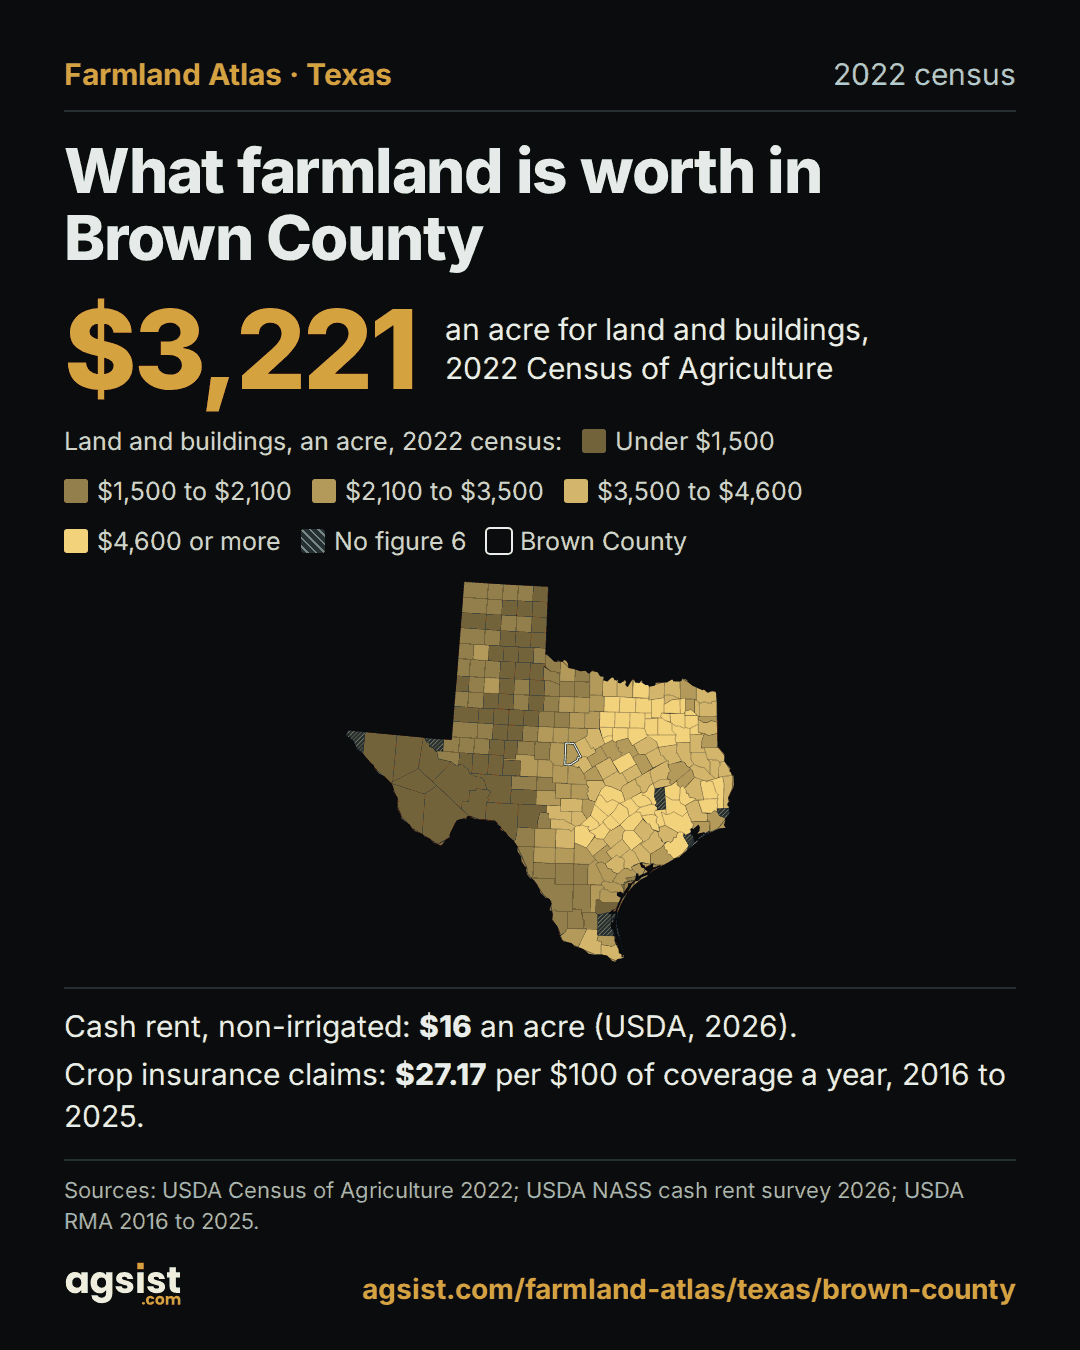 Farmland Atlas · Texas
2022 census
What farmland is worth in
Brown County
$3,221
an acre for land and buildings,
2022 Census of Agriculture
Land and buildings, an acre, 2022 census: Under $1,500
$1,500 to $2,100 $2,100 to $3,500 $3,500 to $4,600
$4,600 or more No figure 6 Brown County
Cash rent, non-irrigated: $16 an acre (USDA, 2026).
Crop insurance claims: $27.17 per $100 of coverage a year, 2016 to
2025.
Sources: USDA Census of Agriculture 2022; USDA NASS cash rent survey 2026; USDA
RMA 2016 to 2025.
agsist
.com
agsist.com/farmland-atlas/texas/brown-county